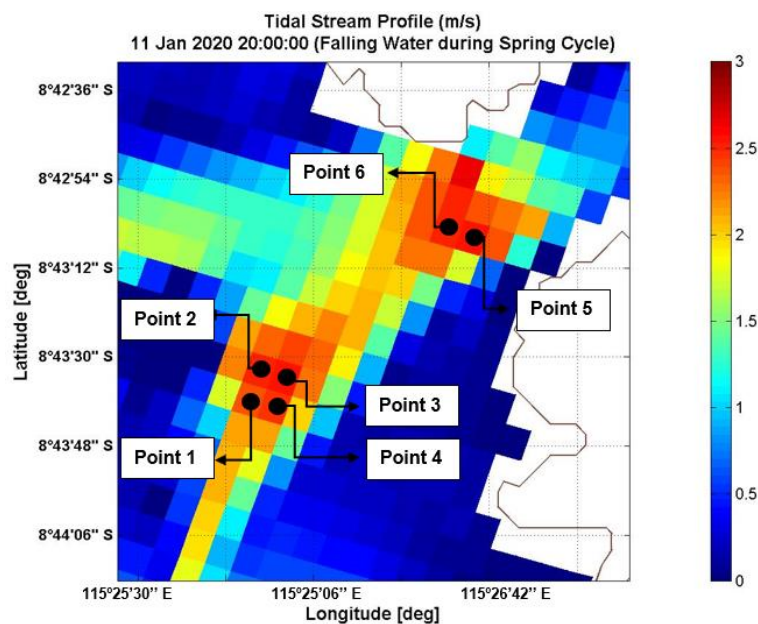 Tidal Stream Profile (m/s)
11 Jan 2020 20:00:00 (Falling Water during Spring Cycle)
3
8°42'36" S
Point 6
2.5
8°42'54" S
2
8°43'12" S
Point 5
Point 2
1.5
Latitude [deg]
8°43'30" S
Point 3
1
8°43'48" S
Point 1
Point 4
0.5
8°44'06" S
0
115°25'30" E
115°25'06" E
115°26'42" E
Longitude [deg]